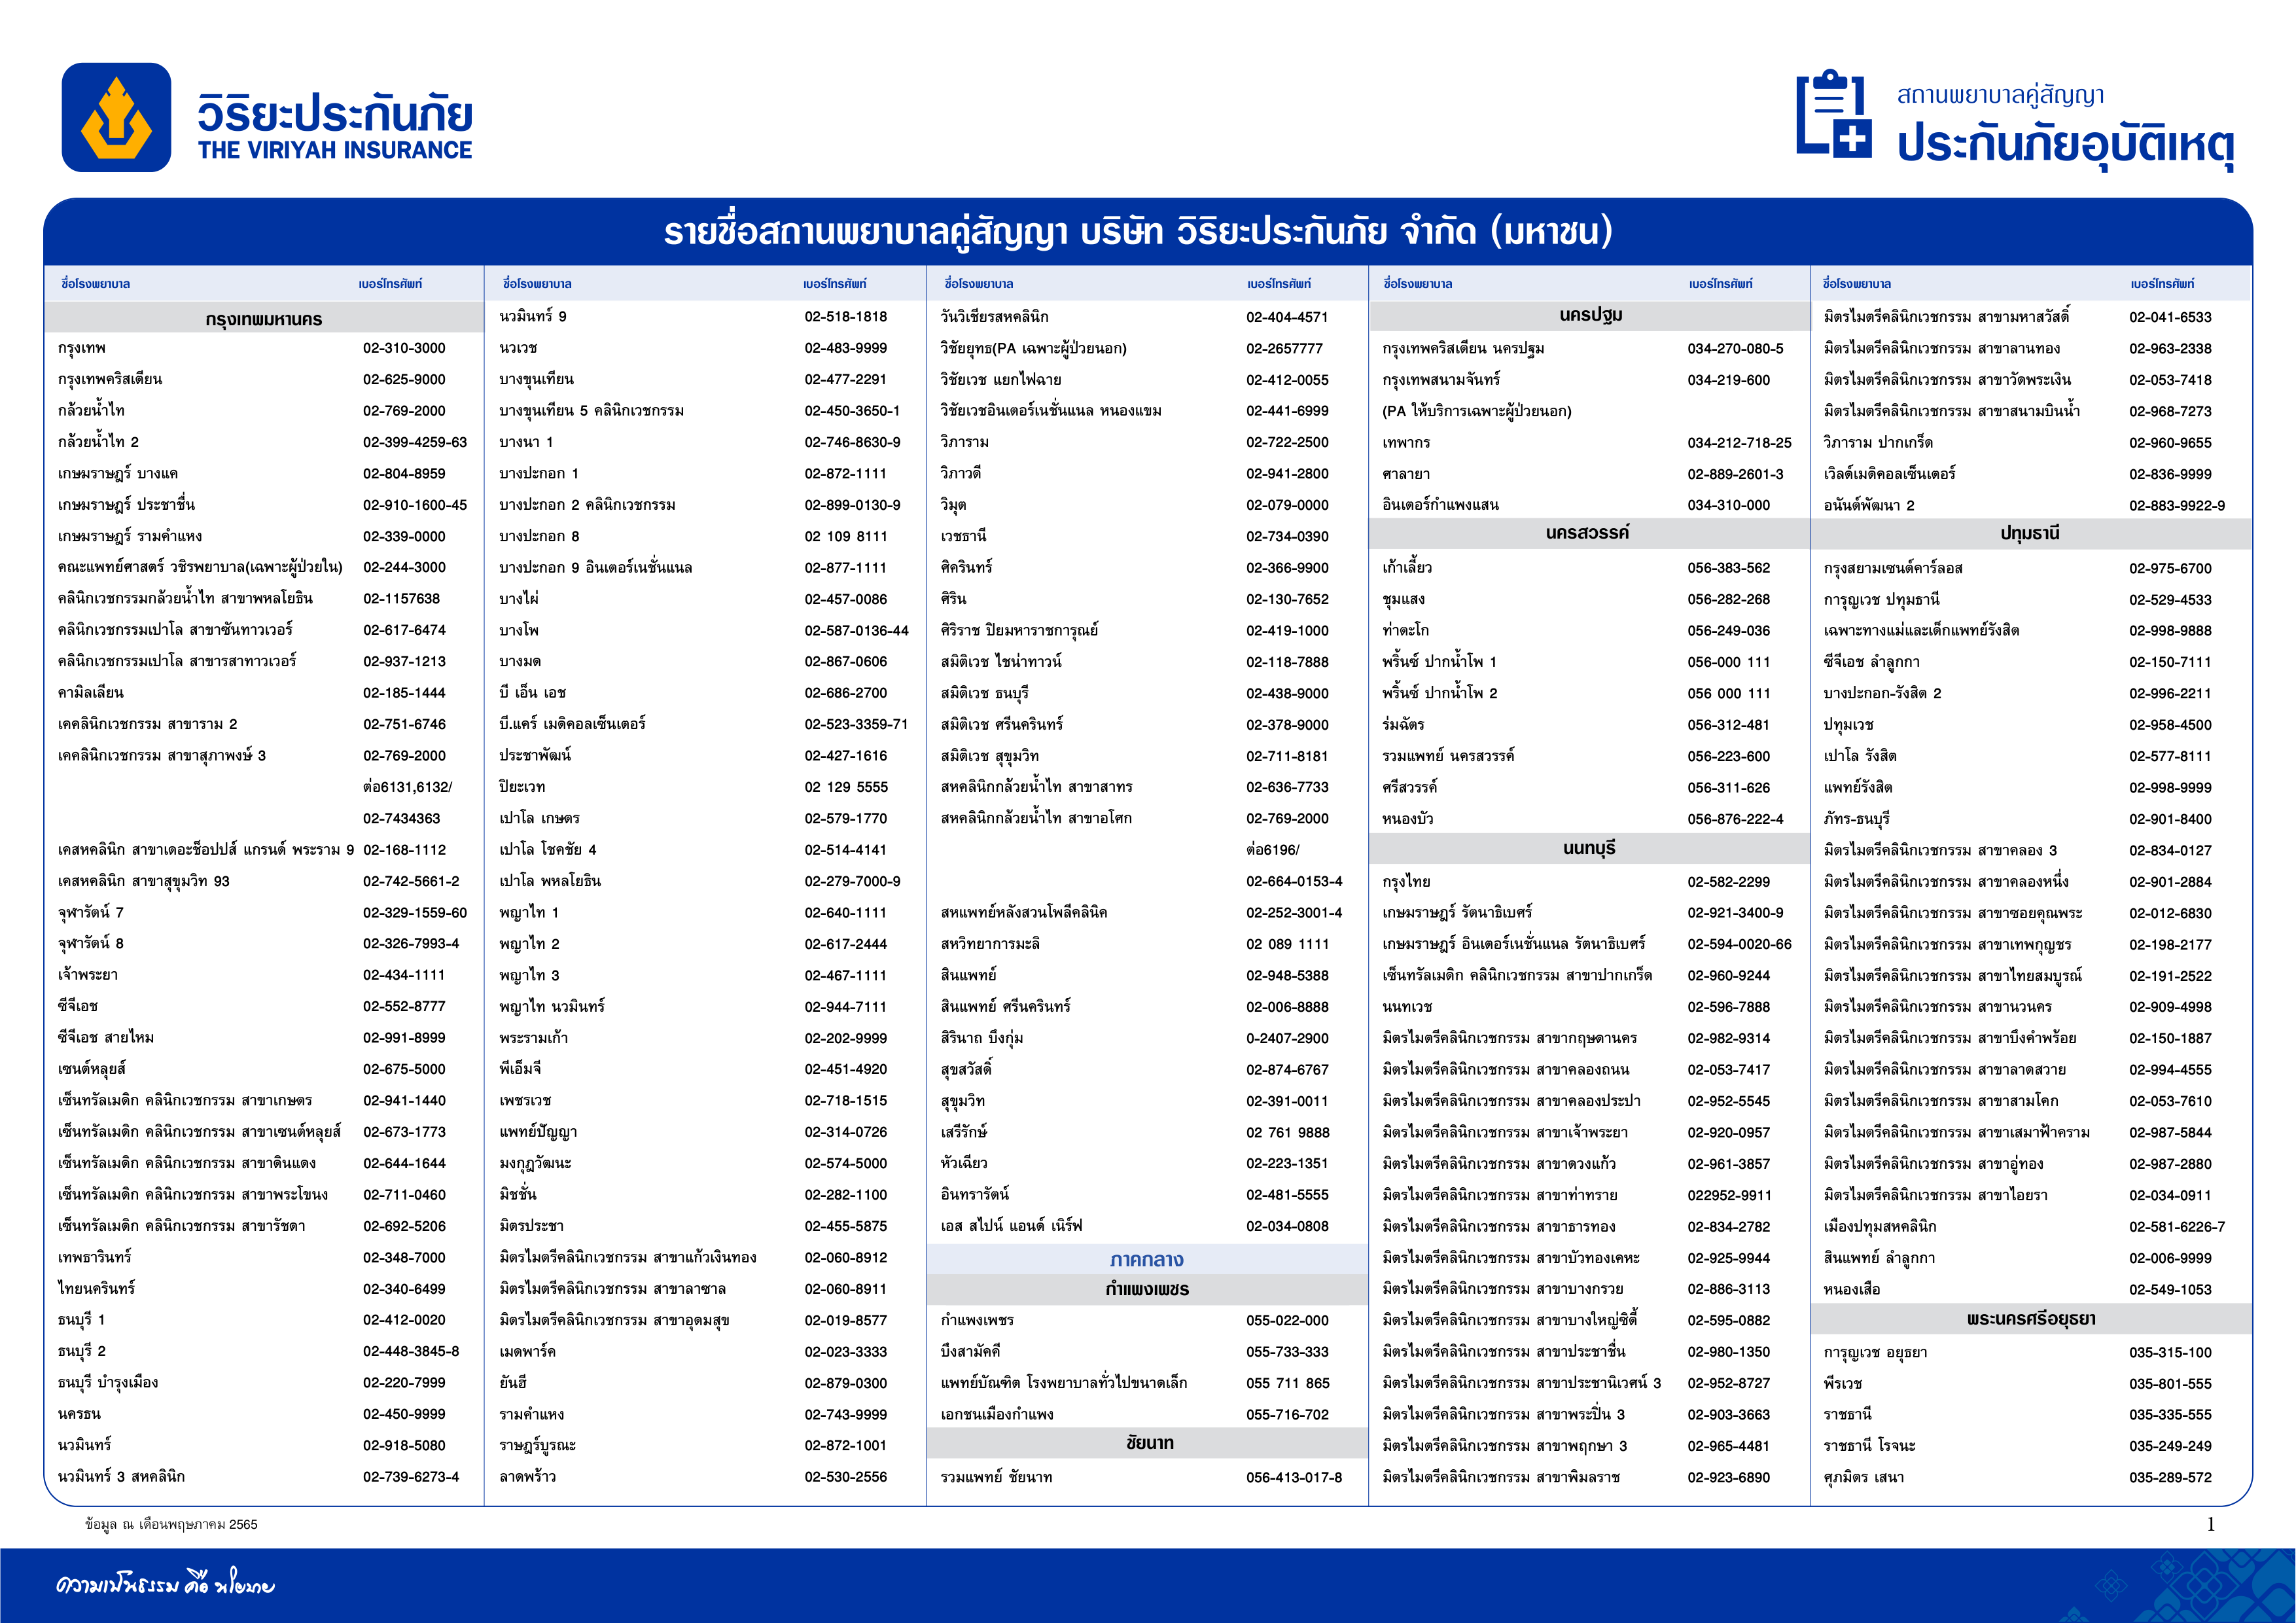 วิริยะประกันภัย
THE VIRIYAH INSURANCE
สถานพยาบาลคู่สัญญา
ประกันภัยอุบัติเหตุ
รายชื่อสถานพยาบาลคู่สัญญา บริษัท วิริยะประกันภัย จำกัด (มหาชน)
ชื่อโรงพยาบาล เบอร์โทรศัพท์
กรุงเทพมหานคร
กรุงเทพ 02-310-3000
กรุงเทพคริสเตียน 02-625-9000
กล้วยน้ำไท 02-769-2000
กล้วยน้ำไท 2 02-399-4259-63
เกษมราษฎร์ บางแค 02-804-8959
เกษมราษฎร์ ประชาชื่น 02-910-1600-45
เกษมราษฎร์ รามคำแหง 02-339-0000
คณะแพทย์ศาสตร์ วชิรพยาบาล(เฉพาะผู้ป่วยใน) 02-244-3000
คลินิกเวชกรรมกล้วยน้ำไท สาขาพหลโยธิน 02-1157638
คลินิกเวชกรรมเปาโล สาขาซันทาวเวอร์ 02-617-6474
คลินิกเวชกรรมเปาโล สาขารสาทาวเวอร์ 02-937-1213
คามิลเลียน 02-185-1444
เคคลินิกเวชกรรม สาขาราม 2 02-751-6746
เคคลินิกเวชกรรม สาขาสุภาพงษ์ 3 02-769-2000
ต่อ6131,6132/
02-7434363
เคสหคลินิก สาขาเดอะช็อปปส์ แกรนด์ พระราม 9 02-168-1112
เคสหคลินิก สาขาสุขุมวิท 93 02-742-5661-2
จุฬารัตน์ 7 02-329-1559-60
จุฬารัตน์ 8 02-326-7993-4
เจ้าพระยา 02-434-1111
ซีจีเอช 02-552-8777
ซีจีเอช สายไหม 02-991-8999
เซนต์หลุยส์ 02-675-5000
เซ็นทรัลเมดิก คลินิกเวชกรรม สาขาเกษตร 02-941-1440
เซ็นทรัลเมดิก คลินิกเวชกรรม สาขาเซนต์หลุยส์ 02-673-1773
เซ็นทรัลเมดิก คลินิกเวชกรรม สาขาดินแดง 02-644-1644
เซ็นทรัลเมดิก คลินิกเวชกรรม สาขาพระโขนง 02-711-0460
เซ็นทรัลเมดิก คลินิกเวชกรรม สาขารัชดา 02-692-5206
เทพธารินทร์ 02-348-7000
ไทยนครินทร์ 02-340-6499
ธนบุรี 1 02-412-0020
ธนบุรี 2 02-448-3845-8
ธนบุรี บำรุงเมือง 02-220-7999
นครธน 02-450-9999
นวมินทร์ 02-918-5080
นวมินทร์ 3 สหคลินิก 02-739-6273-4
ชื่อโรงพยาบาล เบอร์โทรศัพท์
นวมินทร์ 9 02-518-1818
นวเวช 02-483-9999
บางขุนเทียน 02-477-2291
บางขุนเทียน 5 คลินิกเวชกรรม 02-450-3650-1
บางนา 1 02-746-8630-9
บางปะกอก 1 02-872-1111
บางปะกอก 2 คลินิกเวชกรรม 02-899-0130-9
บางปะกอก 8 02 109 8111
บางปะกอก 9 อินเตอร์เนชั่นแนล 02-877-1111
บางไผ่ 02-457-0086
บางโพ 02-587-0136-44
บางมด 02-867-0606
บี เอ็น เอช 02-686-2700
บี.แคร์ เมดิคอลเซ็นเตอร์ 02-523-3359-71
ประชาพัฒน์ 02-427-1616
ปิยะเวท 02 129 5555
เปาโล เกษตร 02-579-1770
เปาโล โชคชัย 4 02-514-4141
เปาโล พหลโยธิน 02-279-7000-9
พญาไท 1 02-640-1111
พญาไท 2 02-617-2444
พญาไท 3 02-467-1111
พญาไท นวมินทร์ 02-944-7111
พระรามเก้า 02-202-9999
พีเอ็มจี 02-451-4920
เพชรเวช 02-718-1515
แพทย์ปัญญา 02-314-0726
มงกุฎวัฒนะ 02-574-5000
มิชชั่น 02-282-1100
มิตรประชา 02-455-5875
มิตรไมตรีคลินิกเวชกรรม สาขาแก้วเงินทอง 02-060-8912
มิตรไมตรีคลินิกเวชกรรม สาขาลาซาล 02-060-8911
มิตรไมตรีคลินิกเวชกรรม สาขาอุดมสุข 02-019-8577
เมดพาร์ค 02-023-3333
ยันฮี 02-879-0300
รามคำแหง 02-743-9999
ราษฎร์บูรณะ 02-872-1001
ลาดพร้าว 02-530-2556
ชื่อโรงพยาบาล เบอร์โทรศัพท์
วันวิเชียรสหคลินิก 02-404-4571
วิชัยยุทธ(PA เฉพาะผู้ป่วยนอก) 02-2657777
วิชัยเวช แยกไฟฉาย 02-412-0055
วิชัยเวชอินเตอร์เนชั่นแนล หนองแขม 02-441-6999
วิภาราม 02-722-2500
วิภาวดี 02-941-2800
วิมุต 02-079-0000
เวชธานี 02-734-0390
ศิครินทร์ 02-366-9900
ศิริน 02-130-7652
ศิริราช ปิยมหาราชการุณย์ 02-419-1000
สมิติเวช ไชน่าทาวน์ 02-118-7888
สมิติเวช ธนบุรี 02-438-9000
สมิติเวช ศรีนครินทร์ 02-378-9000
สมิติเวช สุขุมวิท 02-711-8181
สหคลินิกกล้วยน้ำไท สาขาสาทร 02-636-7733
สหคลินิกกล้วยน้ำไท สาขาอโศก 02-769-2000
ต่อ6196/
02-664-0153-4
สหแพทย์หลังสวนโพลีคลินิค 02-252-3001-4
สหวิทยาการมะลิ 02 089 1111
สินแพทย์ 02-948-5388
สินแพทย์ ศรีนครินทร์ 02-006-8888
สิรินาถ บึงกุ่ม 0-2407-2900
สุขสวัสดิ์ 02-874-6767
สุขุมวิท 02-391-0011
เสรีรักษ์ 02 761 9888
หัวเฉียว 02-223-1351
อินทรารัตน์ 02-481-5555
เอส สไปน์ แอนด์ เนิร์ฟ 02-034-0808
ภาคกลาง
กำแพงเพชร
กำแพงเพชร 055-022-000
บึงสามัคคี 055-733-333
แพทย์บัณฑิต โรงพยาบาลทั่วไปขนาดเล็ก 055 711 865
เอกชนเมืองกำแพง 055-716-702
ชัยนาท
รวมแพทย์ ชัยนาท 056-413-017-8
ชื่อโรงพยาบาล เบอร์โทรศัพท์
นครปฐม
กรุงเทพคริสเตียน นครปฐม 034-270-080-5
กรุงเทพสนามจันทร์ 034-219-600
(PA ให้บริการเฉพาะผู้ป่วยนอก)
เทพากร 034-212-718-25
ศาลายา 02-889-2601-3
อินเตอร์กำแพงแสน 034-310-000
นครสวรรค์
เก้าเลี้ยว 056-383-562
ชุมแสง 056-282-268
ท่าตะโก 056-249-036
พริ้นซ์ ปากน้ำโพ 1 056-000 111
พริ้นซ์ ปากน้ำโพ 2 056 000 111
ร่มฉัตร 056-312-481
รวมแพทย์ นครสวรรค์ 056-223-600
ศรีสวรรค์ 056-311-626
หนองบัว 056-876-222-4
นนทบุรี
กรุงไทย 02-582-2299
เกษมราษฎร์ รัตนาธิเบศร์ 02-921-3400-9
เกษมราษฎร์ อินเตอร์เนชั่นแนล รัตนาธิเบศร์ 02-594-0020-66
เซ็นทรัลเมดิก คลินิกเวชกรรม สาขาปากเกร็ด 02-960-9244
นนทเวช 02-596-7888
มิตรไมตรีคลินิกเวชกรรม สาขากฤษดานคร 02-982-9314
มิตรไมตรีคลินิกเวชกรรม สาขาคลองถนน 02-053-7417
มิตรไมตรีคลินิกเวชกรรม สาขาคลองประปา 02-952-5545
มิตรไมตรีคลินิกเวชกรรม สาขาเจ้าพระยา 02-920-0957
มิตรไมตรีคลินิกเวชกรรม สาขาดวงแก้ว 02-961-3857
มิตรไมตรีคลินิกเวชกรรม สาขาท่าทราย 022952-9911
มิตรไมตรีคลินิกเวชกรรม สาขาธารทอง 02-834-2782
มิตรไมตรีคลินิกเวชกรรม สาขาบัวทองเคหะ 02-925-9944
มิตรไมตรีคลินิกเวชกรรม สาขาบางกรวย 02-886-3113
มิตรไมตรีคลินิกเวชกรรม สาขาบางใหญ่ซิตี้ 02-595-0882
มิตรไมตรีคลินิกเวชกรรม สาขาประชาชื่น 02-980-1350
มิตรไมตรีคลินิกเวชกรรม สาขาประชานิเวศน์ 3 02-952-8727
มิตรไมตรีคลินิกเวชกรรม สาขาพระปิ่น 3 02-903-3663
มิตรไมตรีคลินิกเวชกรรม สาขาพฤกษา 3 02-965-4481
มิตรไมตรีคลินิกเวชกรรม สาขาพิมลราช 02-923-6890
ชื่อโรงพยาบาล เบอร์โทรศัพท์
มิตรไมตรีคลินิกเวชกรรม สาขามหาสวัสดิ์ 02-041-6533
มิตรไมตรีคลินิกเวชกรรม สาขาลานทอง 02-963-2338
มิตรไมตรีคลินิกเวชกรรม สาขาวัดพระเงิน 02-053-7418
มิตรไมตรีคลินิกเวชกรรม สาขาสนามบินน้ำ 02-968-7273
วิภาราม ปากเกร็ด 02-960-9655
เวิลด์เมดิคอลเซ็นเตอร์ 02-836-9999
อนันต์พัฒนา 2 02-883-9922-9
ปทุมธานี
กรุงสยามเซนต์คาร์ลอส 02-975-6700
การุญเวช ปทุมธานี 02-529-4533
เฉพาะทางแม่และเด็กแพทย์รังสิต 02-998-9888
ซีจีเอช ลำลูกกา 02-150-7111
บางปะกอก-รังสิต 2 02-996-2211
ปทุมเวช 02-958-4500
เปาโล รังสิต 02-577-8111
แพทย์รังสิต 02-998-9999
ภัทร-ธนบุรี 02-901-8400
มิตรไมตรีคลินิกเวชกรรม สาขาคลอง 3 02-834-0127
มิตรไมตรีคลินิกเวชกรรม สาขาคลองหนึ่ง 02-901-2884
มิตรไมตรีคลินิกเวชกรรม สาขาซอยคุณพระ 02-012-6830
มิตรไมตรีคลินิกเวชกรรม สาขาเทพกุญชร 02-198-2177
มิตรไมตรีคลินิกเวชกรรม สาขาไทยสมบูรณ์ 02-191-2522
มิตรไมตรีคลินิกเวชกรรม สาขานวนคร 02-909-4998
มิตรไมตรีคลินิกเวชกรรม สาขาบึงคำพร้อย 02-150-1887
มิตรไมตรีคลินิกเวชกรรม สาขาลาดสวาย 02-994-4555
มิตรไมตรีคลินิกเวชกรรม สาขาสามโคก 02-053-7610
มิตรไมตรีคลินิกเวชกรรม สาขาเสมาฟ้าคราม 02-987-5844
มิตรไมตรีคลินิกเวชกรรม สาขาอู่ทอง 02-987-2880
มิตรไมตรีคลินิกเวชกรรม สาขาไอยรา 02-034-0911
เมืองปทุมสหคลินิก 02-581-6226-7
สินแพทย์ ลำลูกกา 02-006-9999
หนองเสือ 02-549-1053
พระนครศรีอยุธยา
การุญเวช อยุธยา 035-315-100
พีรเวช 035-801-555
ราชธานี 035-335-555
ราชธานี โรจนะ 035-249-249
ศุภมิตร เสนา 035-289-572
ข้อมูล ณ เดือนพฤษภาคม 2565
1
ความเป็นธรรม คือ นโยบาย